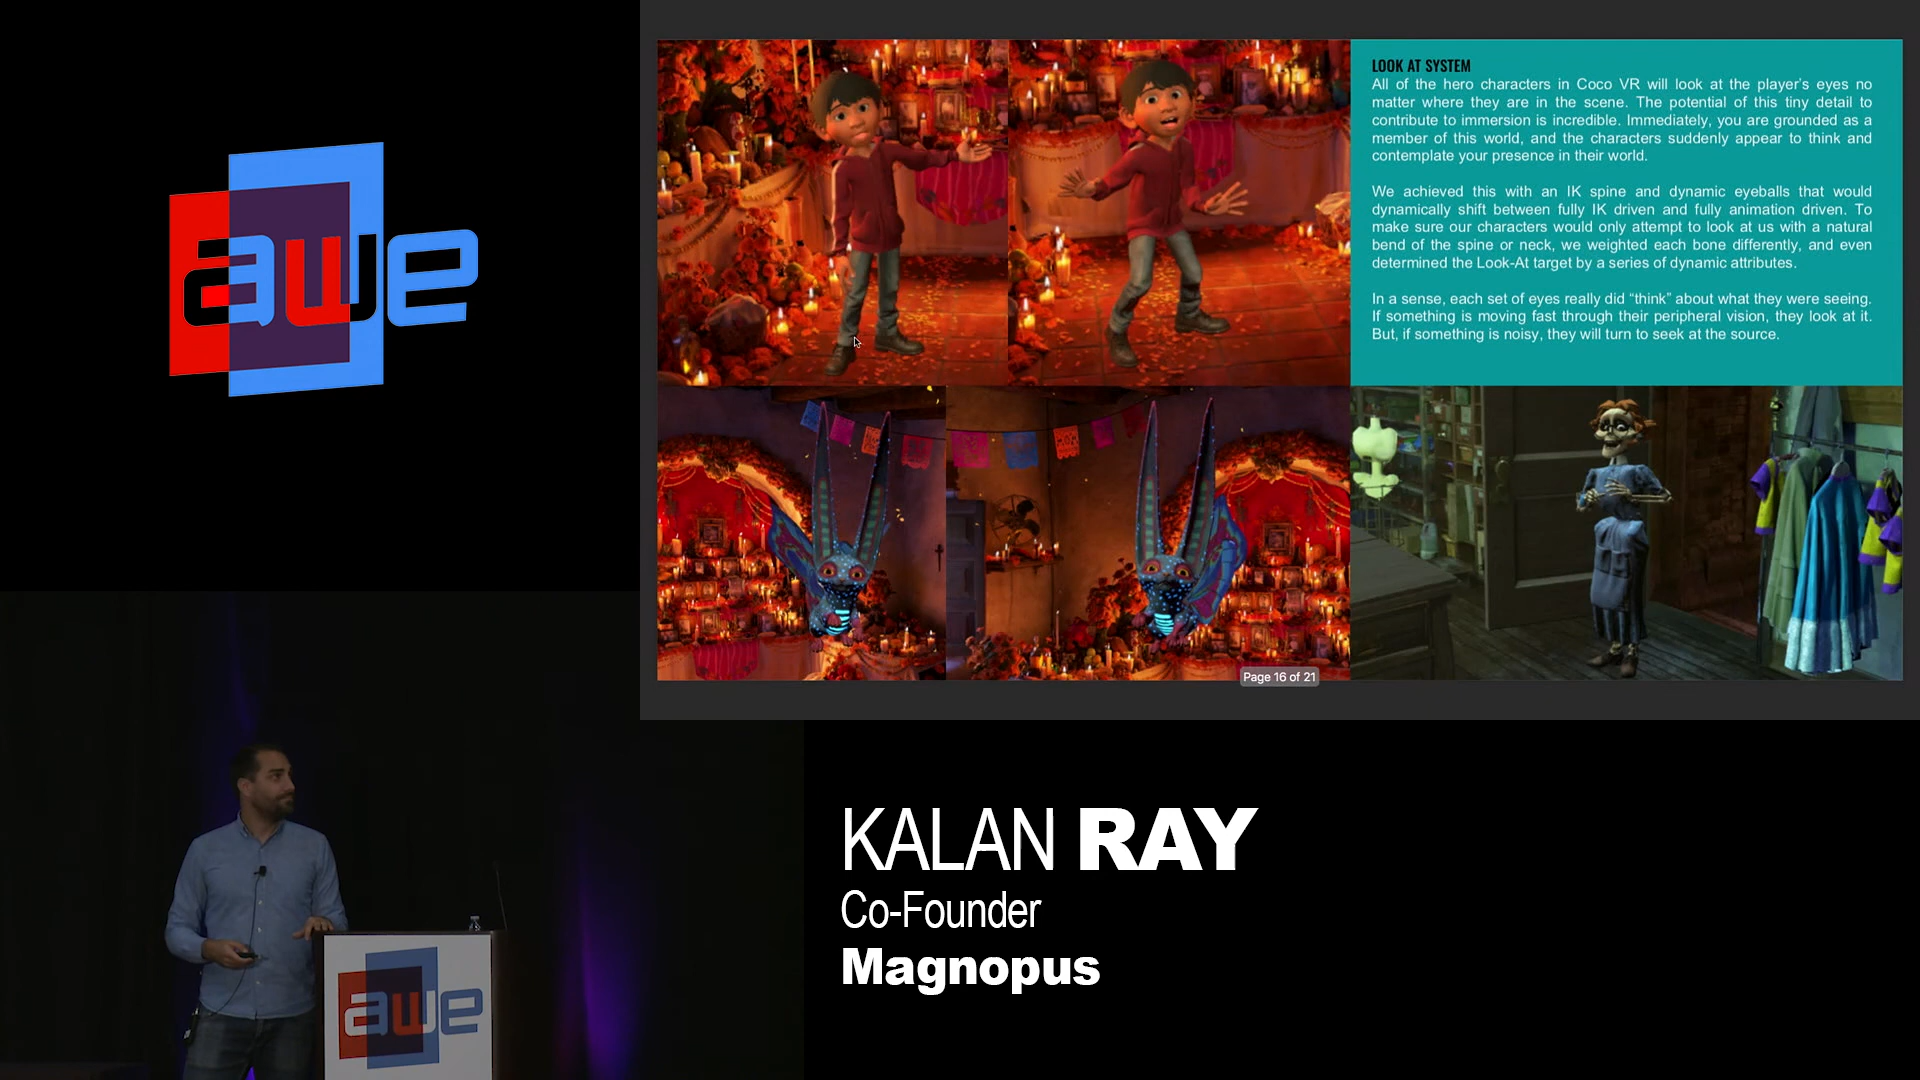 awe
LOOK AT SYSTEM
All of the hero characters in Coco VR will look at the player's eyes no
matter where they are in the scene. The potential of this tiny detail to
contribute to immersion is incredible. Immediately, you are grounded as a
member of this world, and the characters suddenly appear to think and
contemplate your presence in their world.
We achieved this with an IK spine and dynamic eyeballs that would
dynamically shift between fully IK driven and fully animation driven. To
make sure our characters would only attempt to look at us with a natural
bend of the spine or neck, we weighted each bone differently, and even
determined the Look-At target by a series of dynamic attributes.
In a sense, each set of eyes really did “think” about what they were seeing.
If something is moving fast through their peripheral vision, they look at it.
But, if something is noisy, they will turn to seek at the source.
Page 16 of 21
KALAN RAY
Co-Founder
Magnopus
awe